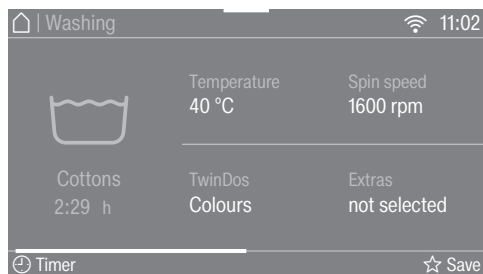 | Washing 11:02
Temperature
40 °C
Spin speed
1600 rpm
Cottons
2:29 h
TwinDos
Colours
Extras
not selected
Timer
Save